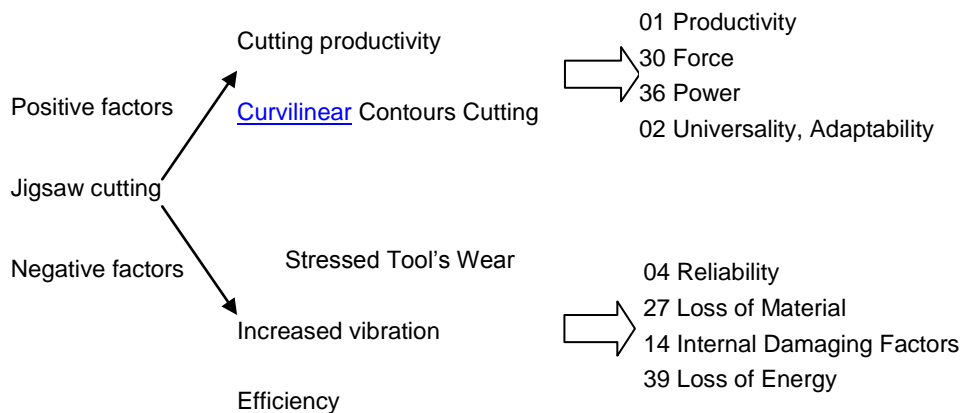 Cutting productivity
Curvilinear Contours Cutting
01 Productivity
30 Force
36 Power
02 Universality, Adaptability
Positive factors
Jigsaw cutting
Negative factors
Stressed Tool's Wear
Increased vibration
Efficiency
04 Reliability
27 Loss of Material
14 Internal Damaging Factors
39 Loss of Energy